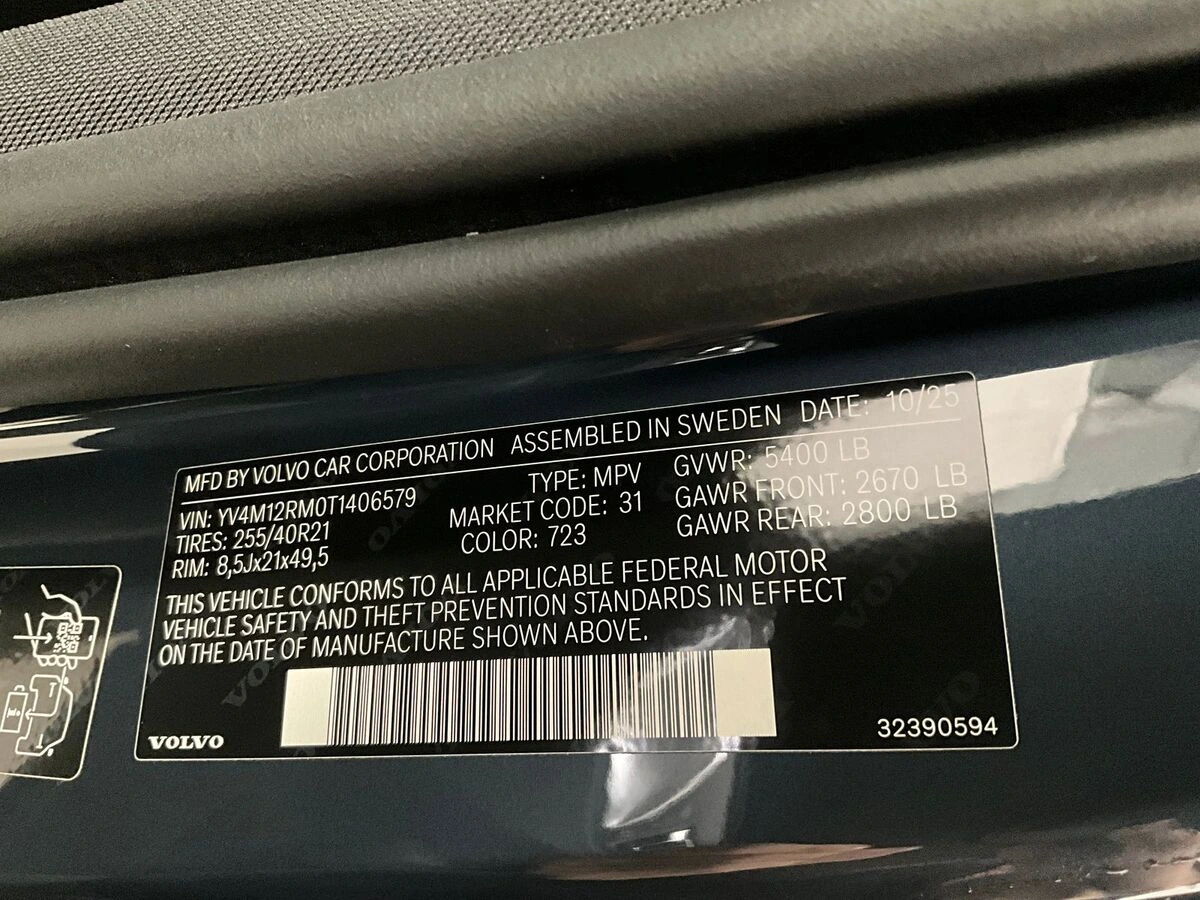 MFD BY VOLVO CAR CORPORATION ASSEMBLED IN SWEDEN DATE: 10/25
VIN: YV4M12RM0T1406579 TYPE: MPV GVWR: 5400 LB
TIRES: 255/40R21 MARKET CODE: 31 GAWR FRONT: 2670 LB
RIM: 8,5Jx21x49,5 COLOR: 723 GAWR REAR: 2800 LB
THIS VEHICLE CONFORMS TO ALL APPLICABLE FEDERAL MOTOR
VEHICLE SAFETY AND THEFT PREVENTION STANDARDS IN EFFECT
ON THE DATE OF MANUFACTURE SHOWN ABOVE.
VOLVO 32390594